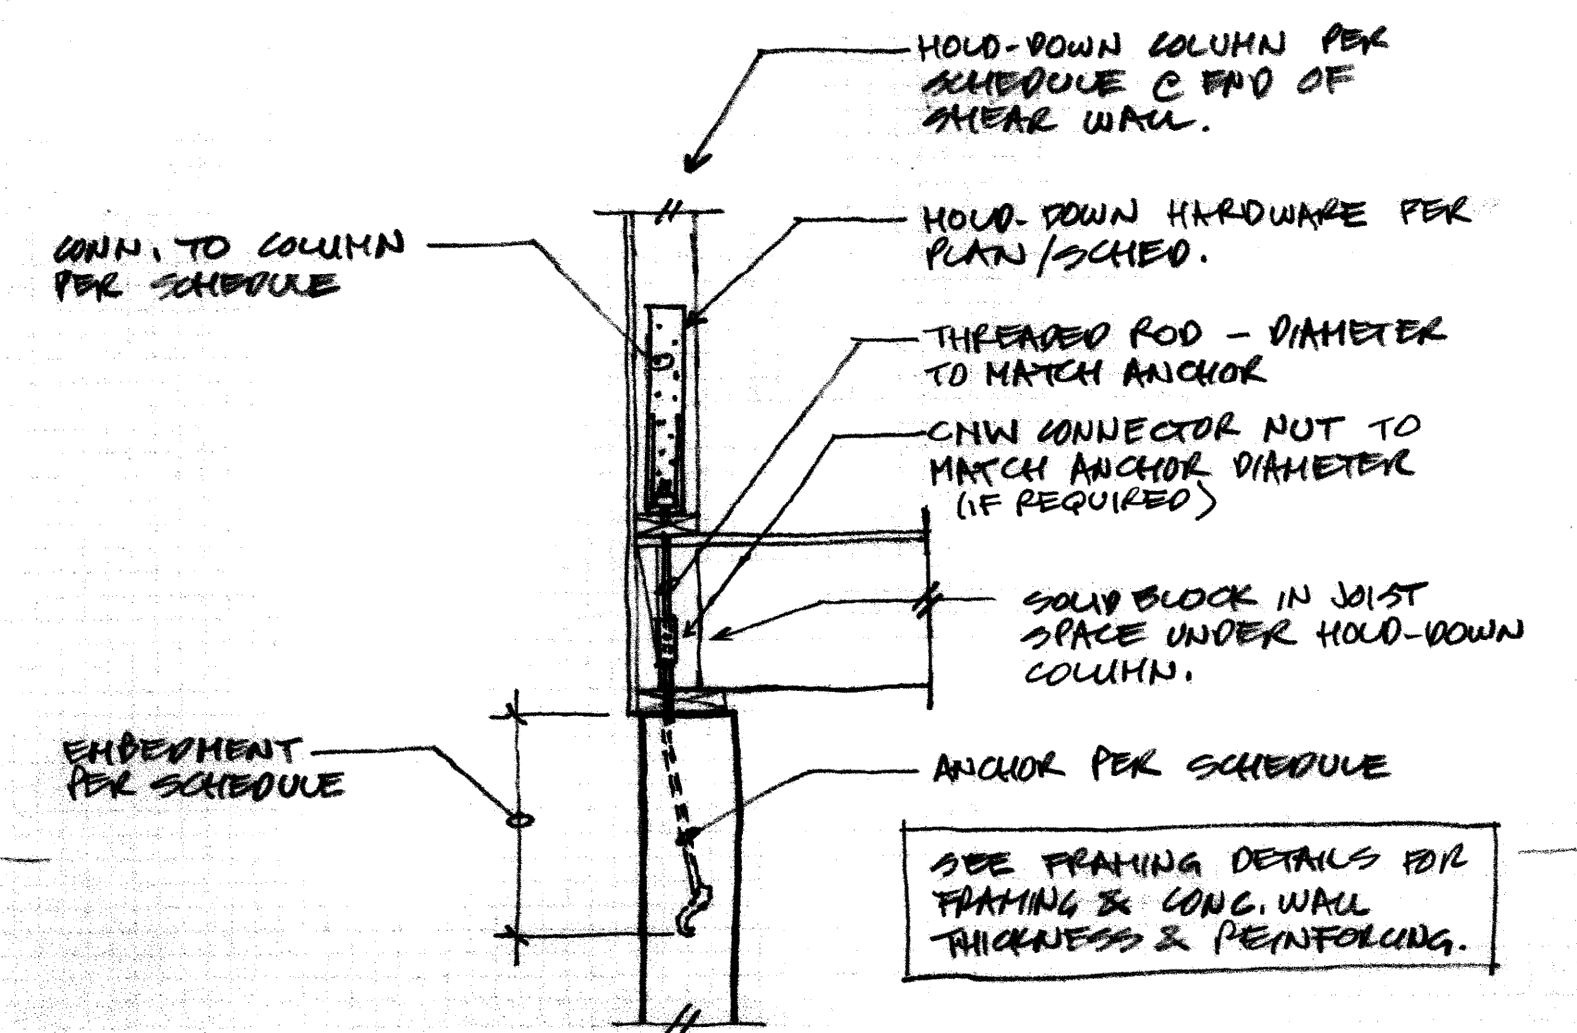 HOLD-DOWN COLUMN PER
SCHEDULE @ END OF
SHEAR WALL.
CONN. TO COLUMN
PER SCHEDULE
HOLD-DOWN HARDWARE PER
PLAN/SCHED.
THREADED ROD - DIAMETER
TO MATCH ANCHOR
CNW CONNECTOR NUT TO
MATCH ANCHOR DIAMETER
(IF REQUIRED)
SOLID BLOCK IN JOIST
SPACE UNDER HOLD-DOWN
COLUMN.
EMBEDMENT
PER SCHEDULE
ANCHOR PER SCHEDULE
SEE FRAMING DETAILS FOR
FRAMING & CONC. WALL
THICKNESS & REINFORCING.